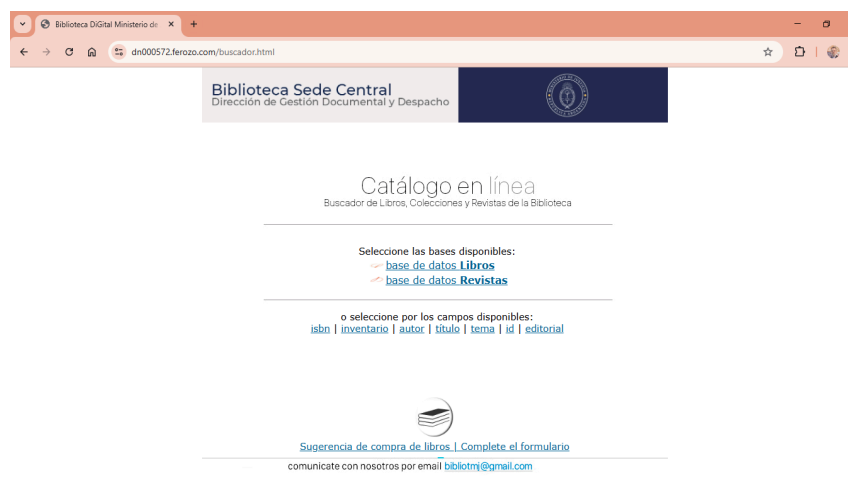 Biblioteca DiGital Ministerio de
dn000572.ferozo.com/buscador.html
Biblioteca Sede Central
Dirección de Gestión Documental y Despacho
Catálogo en línea
Buscador de Libros, Colecciones y Revistas de la Biblioteca
Seleccione las bases disponibles:
base de datos Libros
base de datos Revistas
o seleccione por los campos disponibles:
isbn | inventario | autor | título | tema | id | editorial
Sugerencia de compra de libros | Complete el formulario
comunicate con nosotros por email bibliotmj@gmail.com